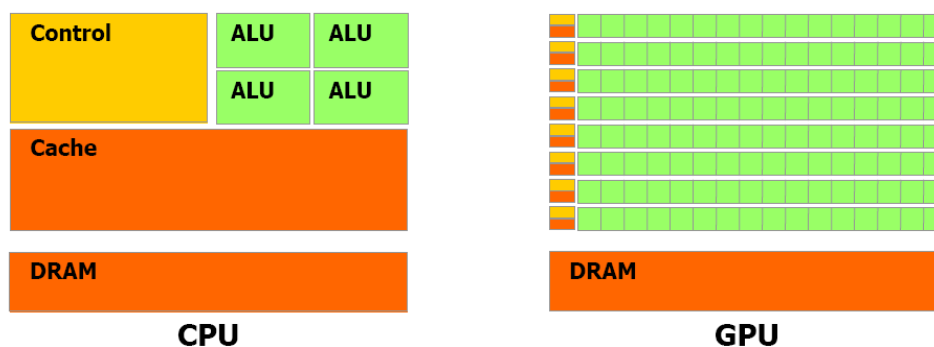 Control
ALU ALU
ALU ALU
Cache
DRAM
CPU
DRAM
GPU